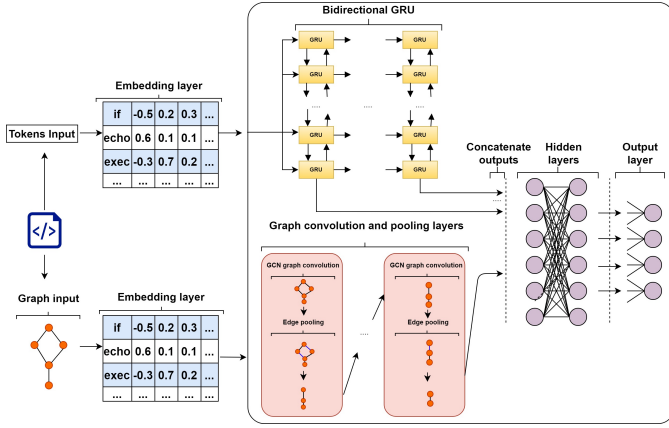 Bidirectional GRU
GRU
GRU
GRU
GRU
....
....
....
GRU
GRU
GRU
GRU
Embedding layer
if -0.5 0.2 0.3 ...
echo 0.6 0.1 0.1 ...
exec -0.3 0.7 0.2 ...
... ... ... ... ...
Tokens Input
</>
Graph input
Embedding layer
if -0.5 0.2 0.3 ...
echo 0.6 0.1 0.1 ...
exec -0.3 0.7 0.2 ...
... ... ... ... ...
Graph convolution and pooling layers
GCN graph convolution
Edge pooling
....
GCN graph convolution
Edge pooling
Concatenate
outputs
....
Hidden
layers
Output
layer